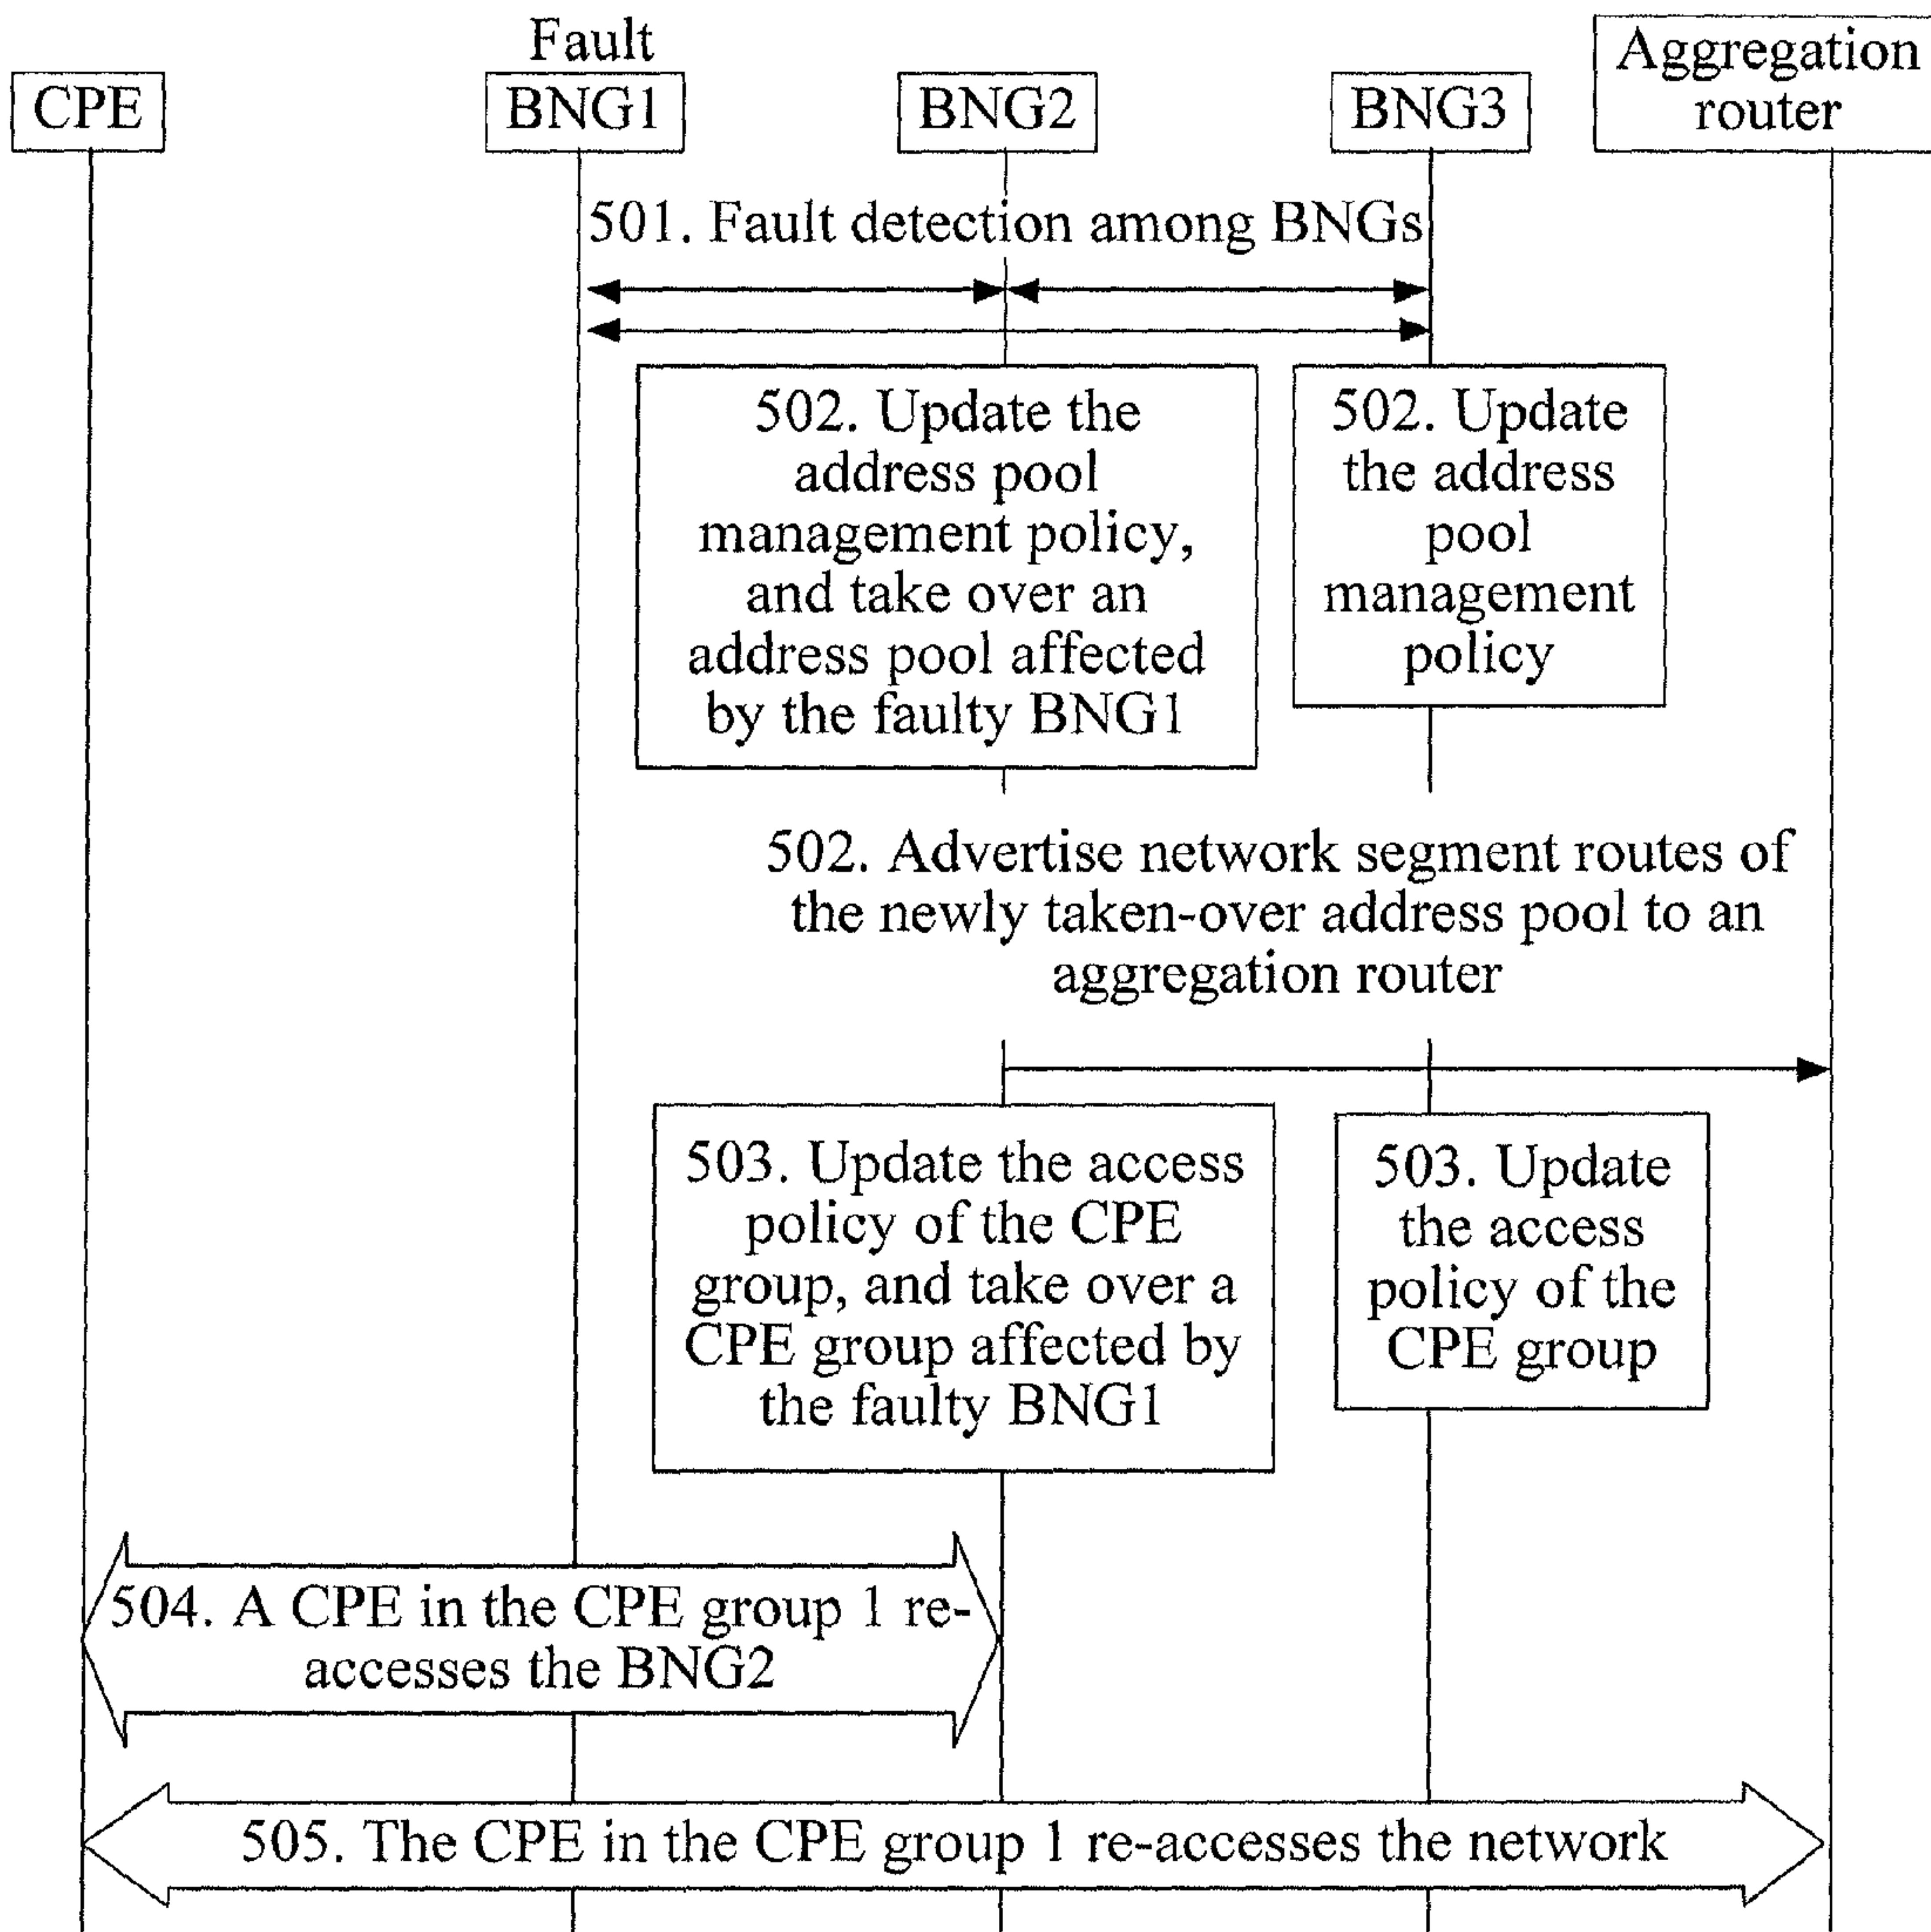 Fault
CPE
BNG1
BNG2
BNG3
Aggregation
router
501. Fault detection among BNGs
502. Update the
address pool
management policy,
and take over an
address pool affected
by the faulty BNG1
502. Update
the address
pool
management
policy
502. Advertise network segment routes of
the newly taken-over address pool to an
aggregation router
503. Update the access
policy of the CPE
group, and take over a
CPE group affected by
the faulty BNG1
503. Update
the access
policy of the
CPE group
504. A CPE in the CPE group 1 re-
accesses the BNG2
505. The CPE in the CPE group 1 re-accesses the network